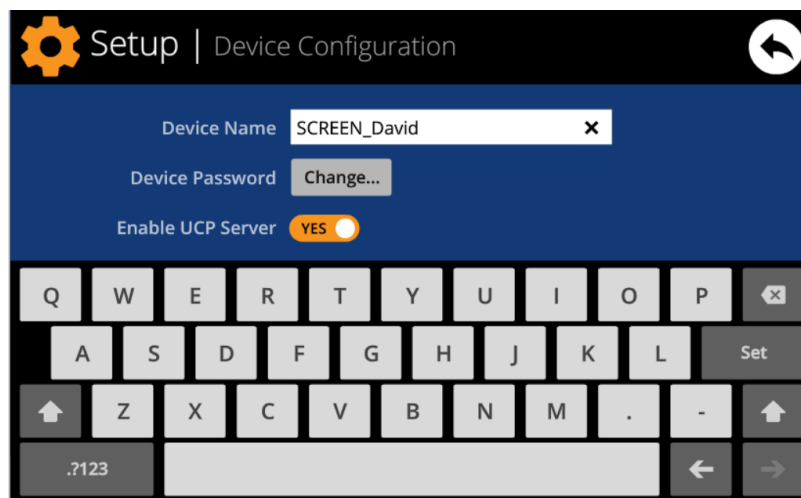 Setup | Device Configuration
Device Name SCREEN_David
Device Password Change...
Enable UCP Server YES
Q W E R T Y U I O P
A S D F G H J K L Set
Z X C V B N M . -
.?123